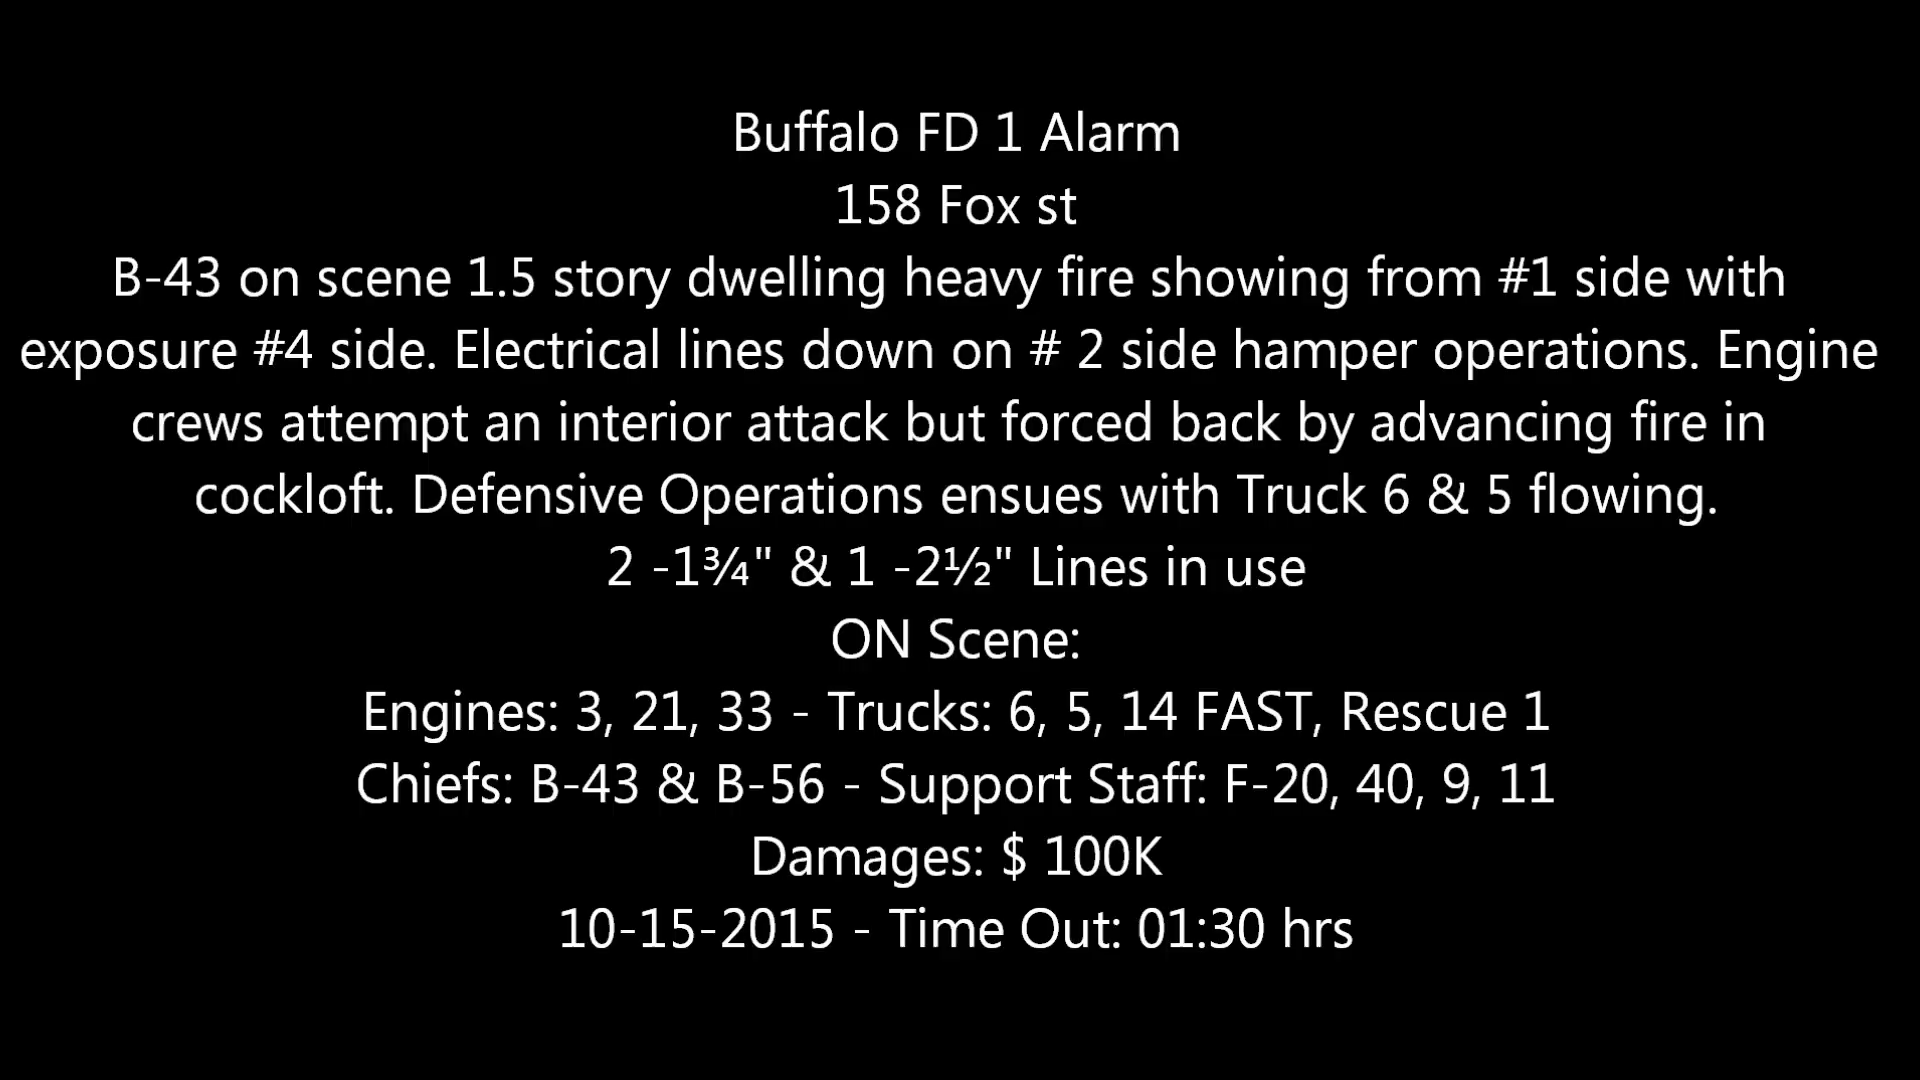 Buffalo FD 1 Alarm
158 Fox st
B-43 on scene 1.5 story dwelling heavy fire showing from #1 side with
exposure #4 side. Electrical lines down on # 2 side hamper operations. Engine
crews attempt an interior attack but forced back by advancing fire in
cockloft. Defensive Operations ensues with Truck 6 & 5 flowing.
2 -1¾" & 1 -2½" Lines in use
ON Scene:
Engines: 3, 21, 33 - Trucks: 6, 5, 14 FAST, Rescue 1
Chiefs: B-43 & B-56 - Support Staff: F-20, 40, 9, 11
Damages: $ 100K
10-15-2015 - Time Out: 01:30 hrs